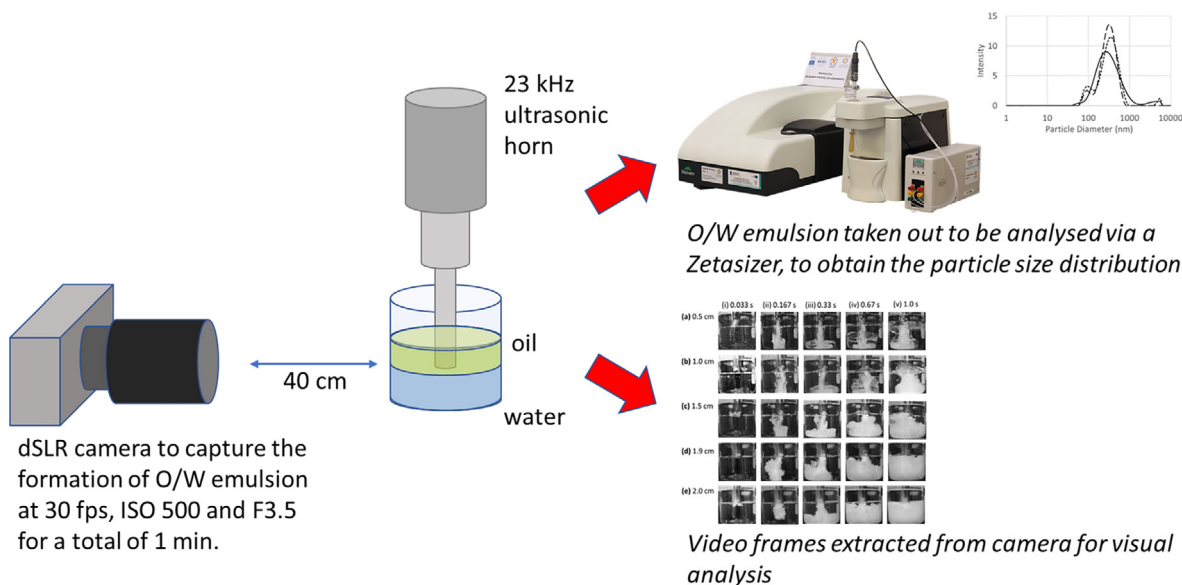 23 kHz
ultrasonic
horn
oil
water
40 cm
dSLR camera to capture the
formation of O/W emulsion
at 30 fps, ISO 500 and F3.5
for a total of 1 min.
15
10
5
0
Intensity
1 10 100 1000 10000
Particle Diameter (nm)
O/W emulsion taken out to be analysed via a
Zetasizer, to obtain the particle size distribution
(i) 0.033 s (ii) 0.167 s (iii) 0.33 s (iv) 0.67 s (v) 1.0 s
(a) 0.5 cm
(b) 1.0 cm
(c) 1.5 cm
(d) 1.9 cm
(e) 2.0 cm
Video frames extracted from camera for visual
analysis